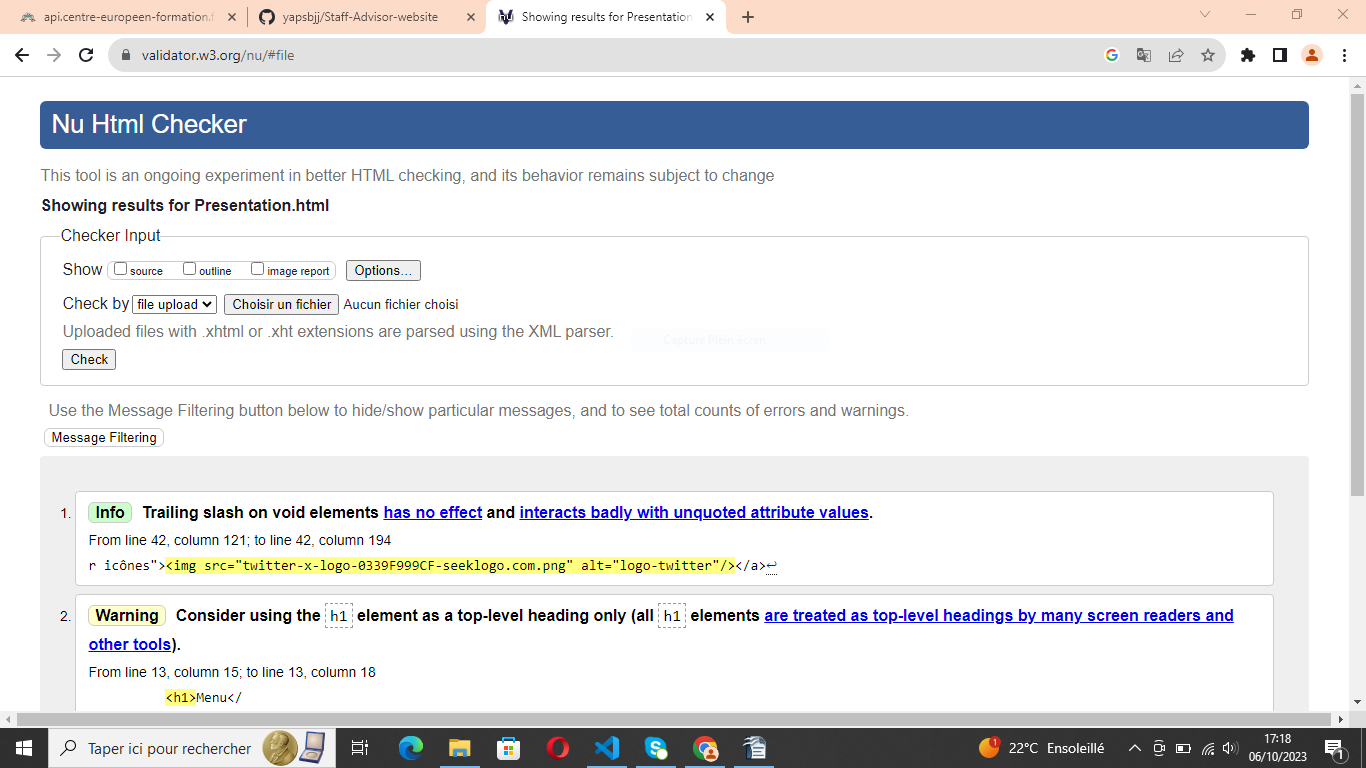 api.centre-europeen-formation.f
yapsbjj/Staff-Advisor-website
Showing results for Presentation
validator.w3.org/nu/#file
Nu Html Checker
This tool is an ongoing experiment in better HTML checking, and its behavior remains subject to change
Showing results for Presentation.html
Checker Input
Show source outline image report Options...
Check by file upload Choisir un fichier Aucun fichier choisi
Uploaded files with .xhtml or .xht extensions are parsed using the XML parser.
Capture Plein écran
Check
Use the Message Filtering button below to hide/show particular messages, and to see total counts of errors and warnings.
Message Filtering
1. Info Trailing slash on void elements has no effect and interacts badly with unquoted attribute values.
From line 42, column 121; to line 42, column 194
r icônes"><img src="twitter-x-logo-0339F999CF-seeklogo.com.png" alt="logo-twitter"/></a>↩
2. Warning Consider using the h1 element as a top-level heading only (all h1 elements are treated as top-level headings by many screen readers and
other tools).
From line 13, column 15; to line 13, column 18
<h1>Menu</
Taper ici pour rechercher
1
22°C Ensoleillé
17:18
06/10/2023
1